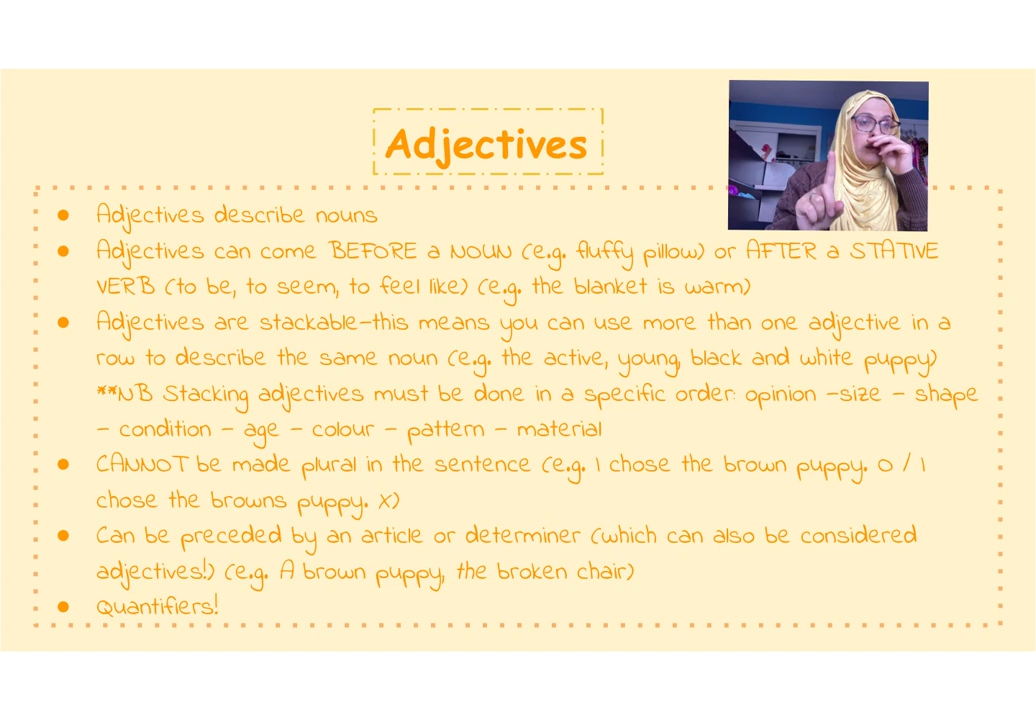 Adjectives
● Adjectives describe nouns
● Adjectives can come BEFORE a NOUN (e.g. fluffy pillow) or AFTER a STATIVE
VERB (to be, to seem, to feel like) (e.g. the blanket is warm)
● Adjectives are stackable-this means you can use more than one adjective in a
row to describe the same noun (e.g. the active, young, black and white puppy)
**NB Stacking adjectives must be done in a specific order: opinion -size - shape
- condition - age - colour - pattern - material
● CANNOT be made plural in the sentence (e.g. I chose the brown puppy. O / I
chose the browns puppy. X)
● Can be preceded by an article or determiner (which can also be considered
adjectives!) (e.g. A brown puppy, the broken chair)
● Quantifiers!